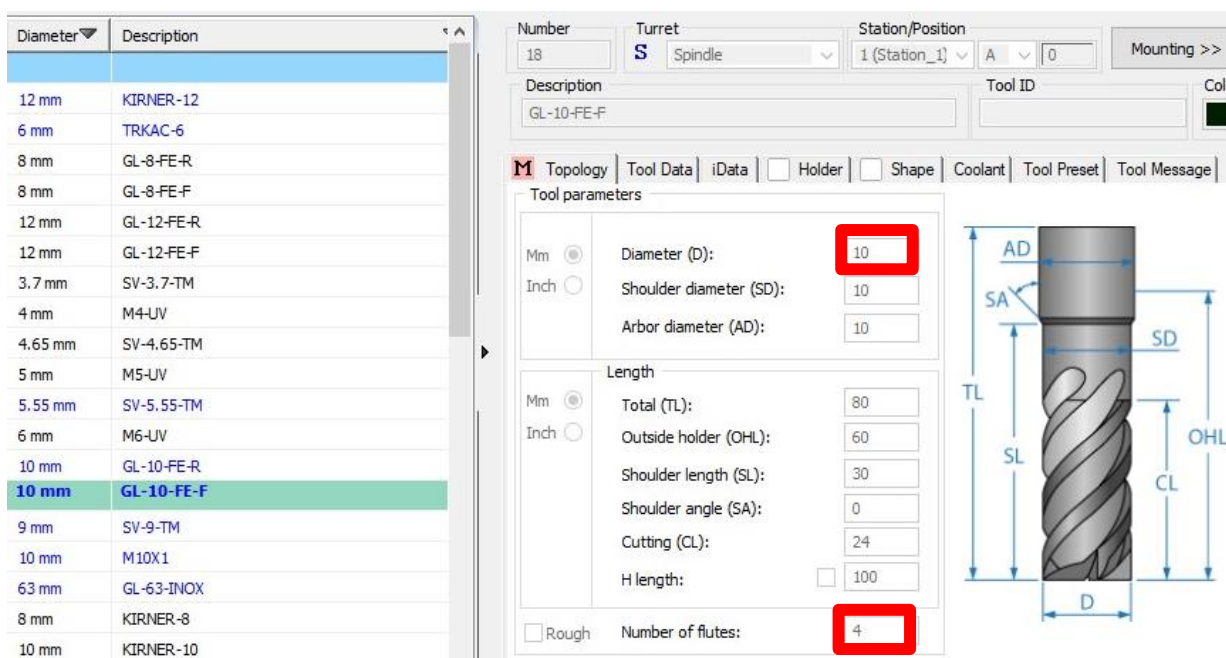 Diameter Description
12 mm KIRNER-12
6 mm TRKAC-6
8 mm GL-8-FE-R
8 mm GL-8-FE-F
12 mm GL-12-FE-R
12 mm GL-12-FE-F
3.7 mm SV-3.7-TM
4 mm M4-UV
4.65 mm SV-4.65-TM
5 mm M5-UV
5.55 mm SV-5.55-TM
6 mm M6-UV
10 mm GL-10-FE-R
10 mm GL-10-FE-F
9 mm SV-9-TM
10 mm M10X1
63 mm GL-63-INOX
8 mm KIRNER-8
10 mm KIRNER-10
Number Turret Station/Position
18 S Spindle 1 (Station_1) A 0 Mounting >>
Description Tool ID Col
GL-10-FE-F
M Topology Tool Data iData Holder Shape Coolant Tool Preset Tool Message
Tool parameters
Mm Diameter (D): 10
Inch Shoulder diameter (SD): 10
Arbor diameter (AD): 10
Length
Mm Total (TL): 80
Inch Outside holder (OHL): 60
Shoulder length (SL): 30
Shoulder angle (SA): 0
Cutting (CL): 24
H length: 100
Rough Number of flutes: 4
AD
SA
SD
TL
OHL
SL
CL
D